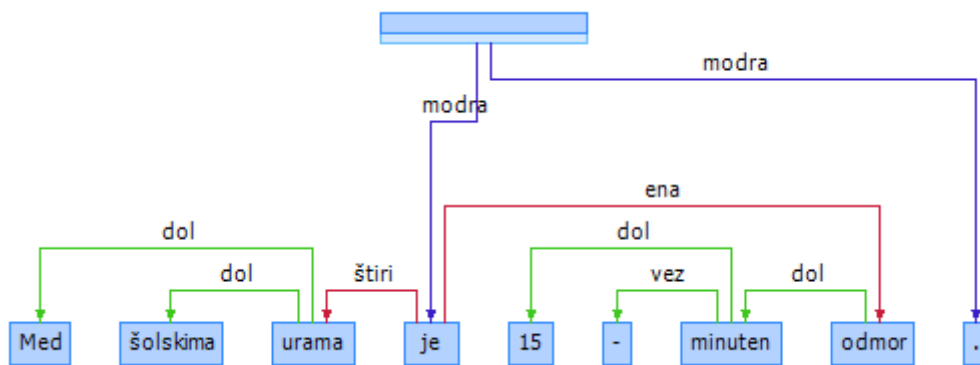 modra
modra
ena
dol dol
dol štiri vez dol
Med šolskima urama je 15 - minuten odmor .